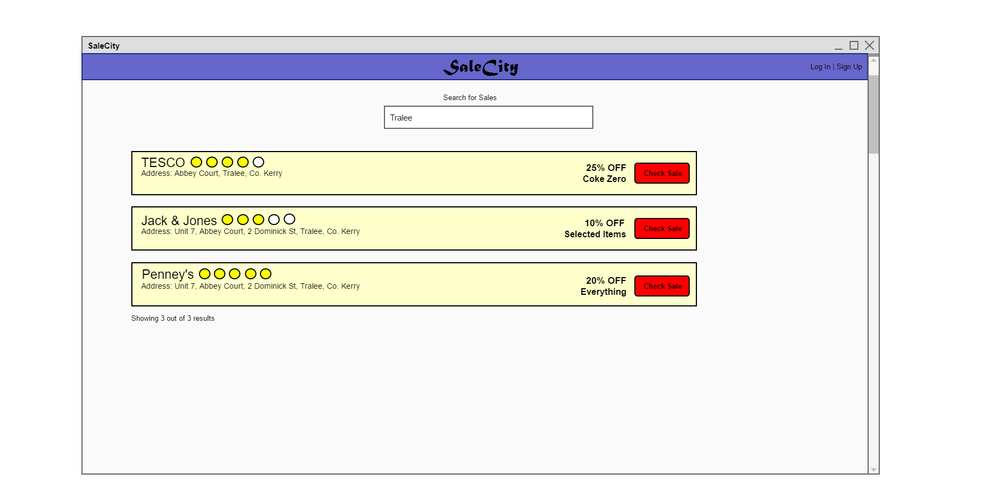 SaleCity
SaleCity
Log In | Sign Up
Search for Sales
Tralee
TESCO
Address: Abbey Court, Tralee, Co. Kerry
25% OFF
Coke Zero
Check Sale
Jack & Jones
Address: Unit 7, Abbey Court, 2 Dominick St, Tralee, Co. Kerry
10% OFF
Selected Items
Check Sale
Penney's
Address: Unit 7, Abbey Court, 2 Dominick St, Tralee, Co. Kerry
20% OFF
Everything
Check Sale
Showing 3 out of 3 results